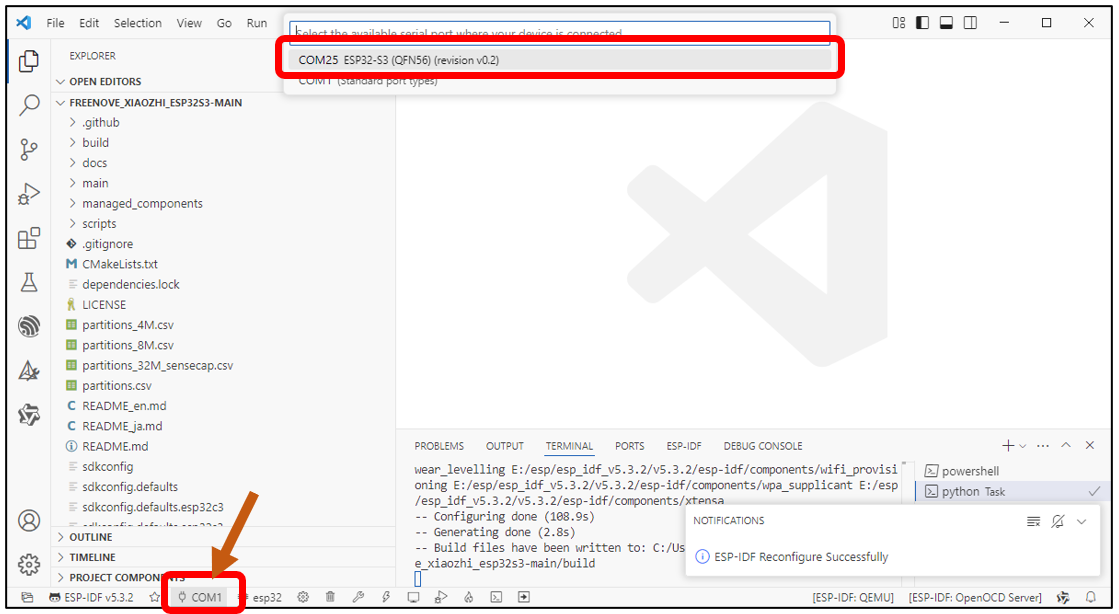 File Edit Selection View Go Run
Select the available serial port where your device is connected
COM25 ESP32-S3 (QFN56) (revision v0.2)
COM1 (Standard port types)
EXPLORER
OPEN EDITORS
FREENOVE_XIAOZHI_ESP32S3-MAIN
.github
build
docs
main
managed_components
scripts
.gitignore
CMakeLists.txt
dependencies.lock
LICENSE
partitions_4M.csv
partitions_8M.csv
partitions_32M_sensecap.csv
partitions.csv
README_en.md
README_ja.md
README.md
sdkconfig
sdkconfig.defaults
sdkconfig.defaults.esp32c3
OUTLINE
TIMELINE
PROJECT COMPONENTS
PROBLEMS OUTPUT TERMINAL PORTS ESP-IDF DEBUG CONSOLE
wear_levelling E:/esp/esp_idf_v5.3.2/v5.3.2/esp-idf/components/wifi_provisi
oning E:/esp/esp_idf_v5.3.2/v5.3.2/esp-idf/components/wpa_supplicant E:/esp/
esp_idf_v5.3.2/v5.3.2/esp-idf/components/xtensa
-- Configuring done (108.9s)
-- Generating done (2.8s)
-- Build files have been written to: C:/Us
e_xiaozhi_esp32s3-main/build
powershell
python Task
NOTIFICATIONS
ESP-IDF Reconfigure Successfully
ESP-IDF v5.3.2 COM1 esp32 [ESP-IDF: QEMU] [ESP-IDF: OpenOCD Server]